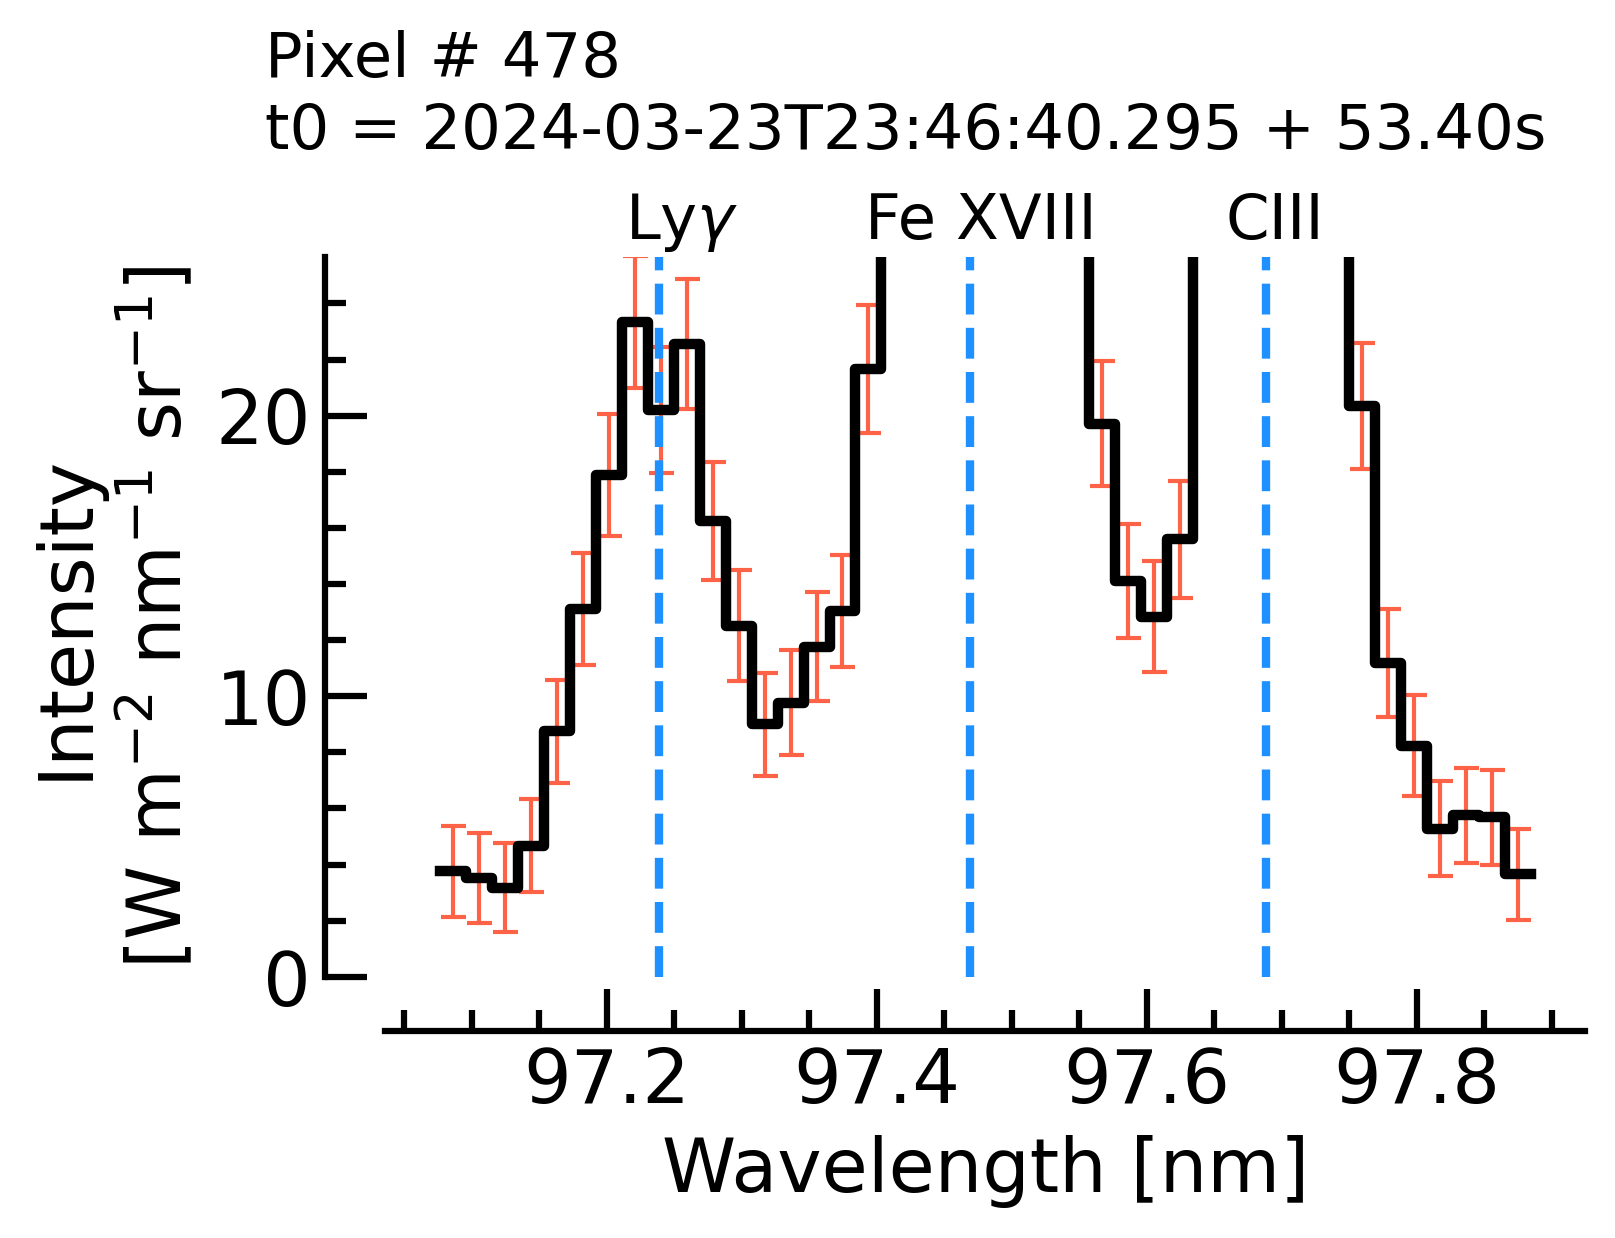 Pixel # 478
t0 = 2024-03-23T23:46:40.295 + 53.40s
Lyγ Fe XVIII CIII
Intensity
[W m⁻² nm⁻¹ sr⁻¹]
20
10
0
97.2 97.4 97.6 97.8
Wavelength [nm]